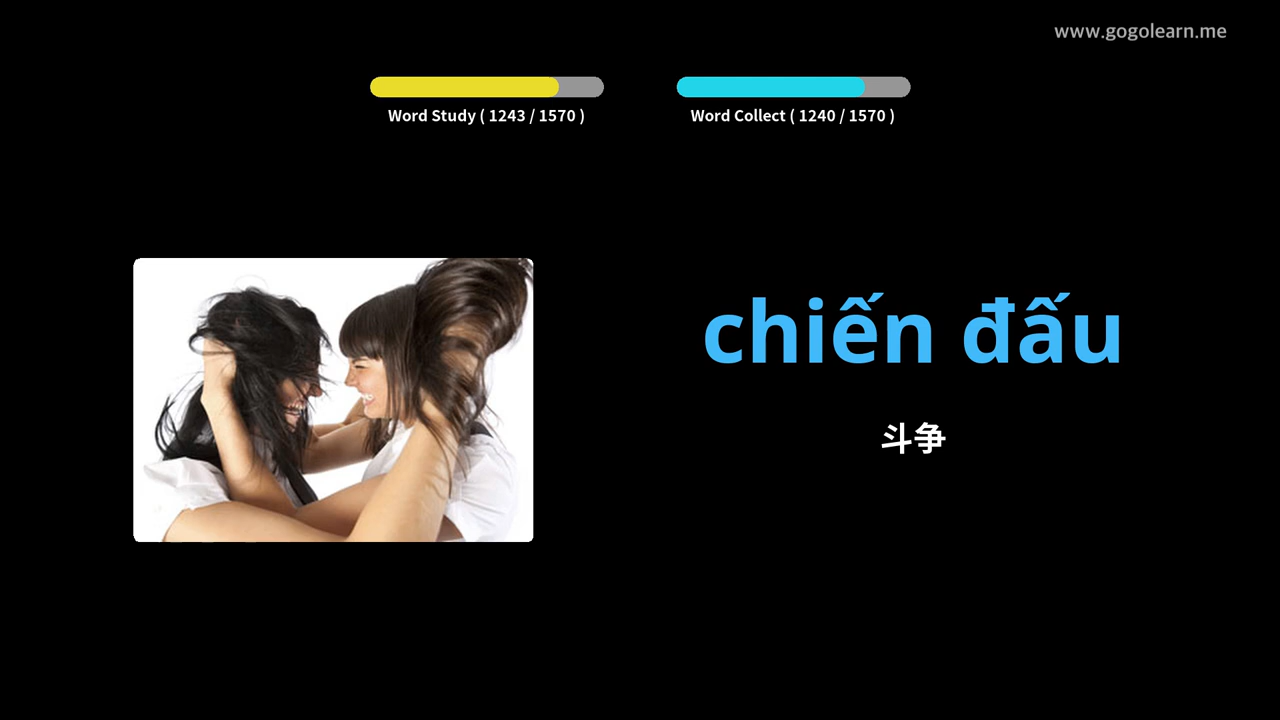 www.gogolearn.me
Word Study ( 1243 / 1570 )
Word Collect ( 1240 / 1570 )
chiến đấu
斗争